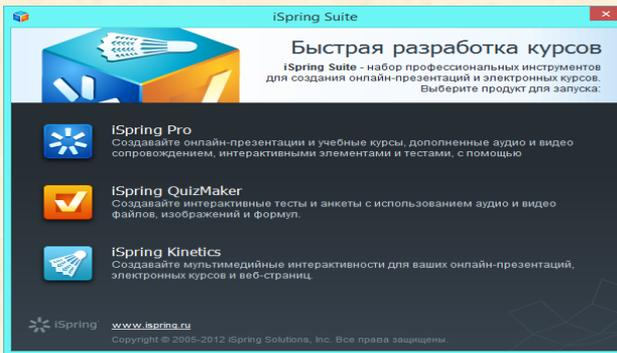 iSpring Suite
Быстрая разработка курсов
iSpring Suite - набор профессиональных инструментов
для создания онлайн-презентаций и электронных курсов.
Выберите продукт для запуска:
iSpring Pro
Создавайте онлайн-презентации и учебные курсы, дополненные аудио и видео
сопровождением, интерактивными элементами и тестами, с помощью
iSpring QuizMaker
Создавайте интерактивные тесты и анкеты с использованием аудио и видео
файлов, изображений и формул.
iSpring Kinetics
Создавайте мультимедийные интерактивности для ваших онлайн-презентаций,
электронных курсов и веб-страниц.
iSpring www.ispring.ru
Copyright © 2005-2012 iSpring Solutions, Inc. Все права защищены.